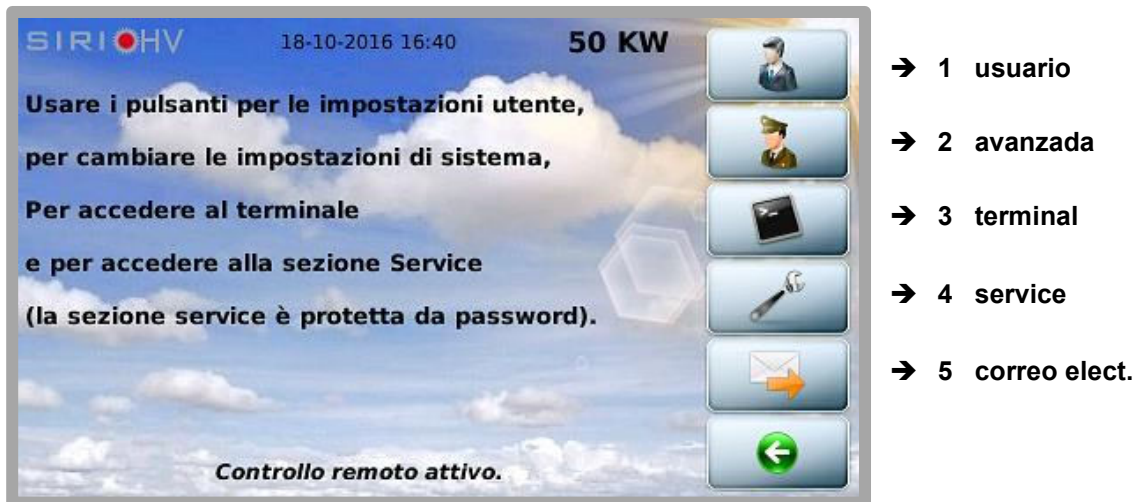 SIRIO HV 18-10-2016 16:40 50 KW
Usare i pulsanti per le impostazioni utente,
per cambiare le impostazioni di sistema,
Per accedere al terminale
e per accedere alla sezione Service
(la sezione service è protetta da password).
Controllo remoto attivo.
➔ 1 usuario
➔ 2 avanzada
➔ 3 terminal
➔ 4 service
➔ 5 correo elect.